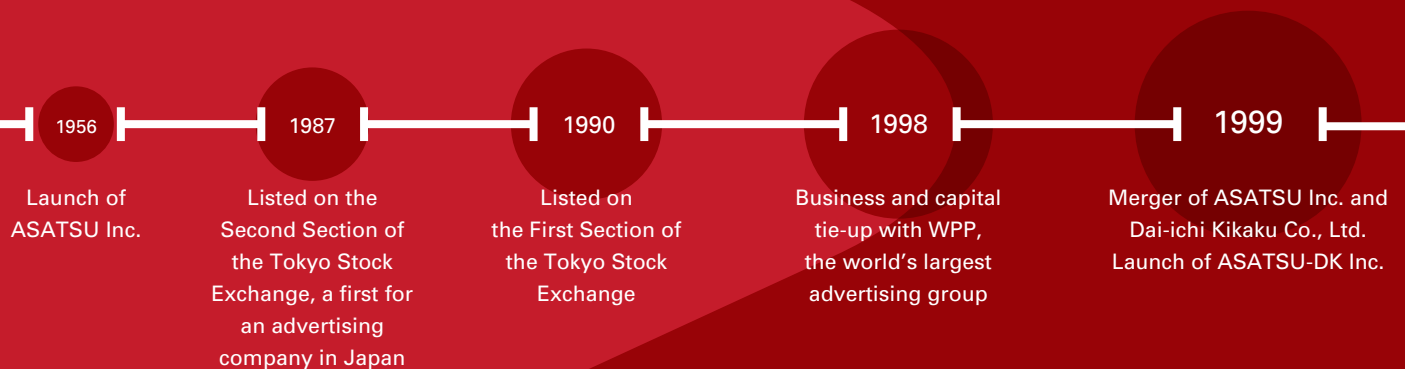 1956
Launch of
ASATSU Inc.
1987
Listed on the
Second Section of
the Tokyo Stock
Exchange, a first for
an advertising
company in Japan
1990
Listed on
the First Section of
the Tokyo Stock
Exchange
1998
Business and capital
tie-up with WPP,
the world’s largest
advertising group
1999
Merger of ASATSU Inc. and
Dai-ichi Kikaku Co., Ltd.
Launch of ASATSU-DK Inc.